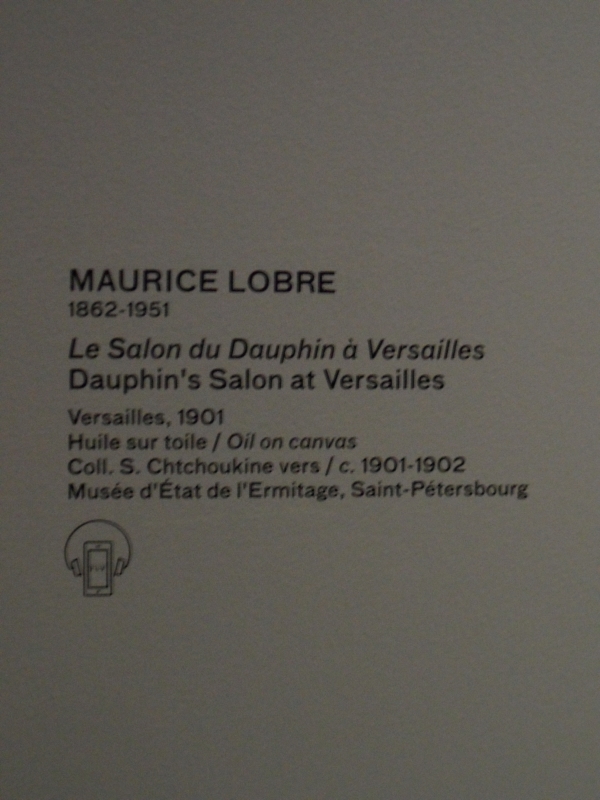 MAURICE LOBRE
1862-1951
Le Salon du Dauphin à Versailles
Dauphin's Salon at Versailles
Versailles, 1901
Huile sur toile / Oil on canvas
Coll. S. Chtchoukine vers / c. 1901-1902
Musée d'État de l'Ermitage, Saint-Pétersbourg